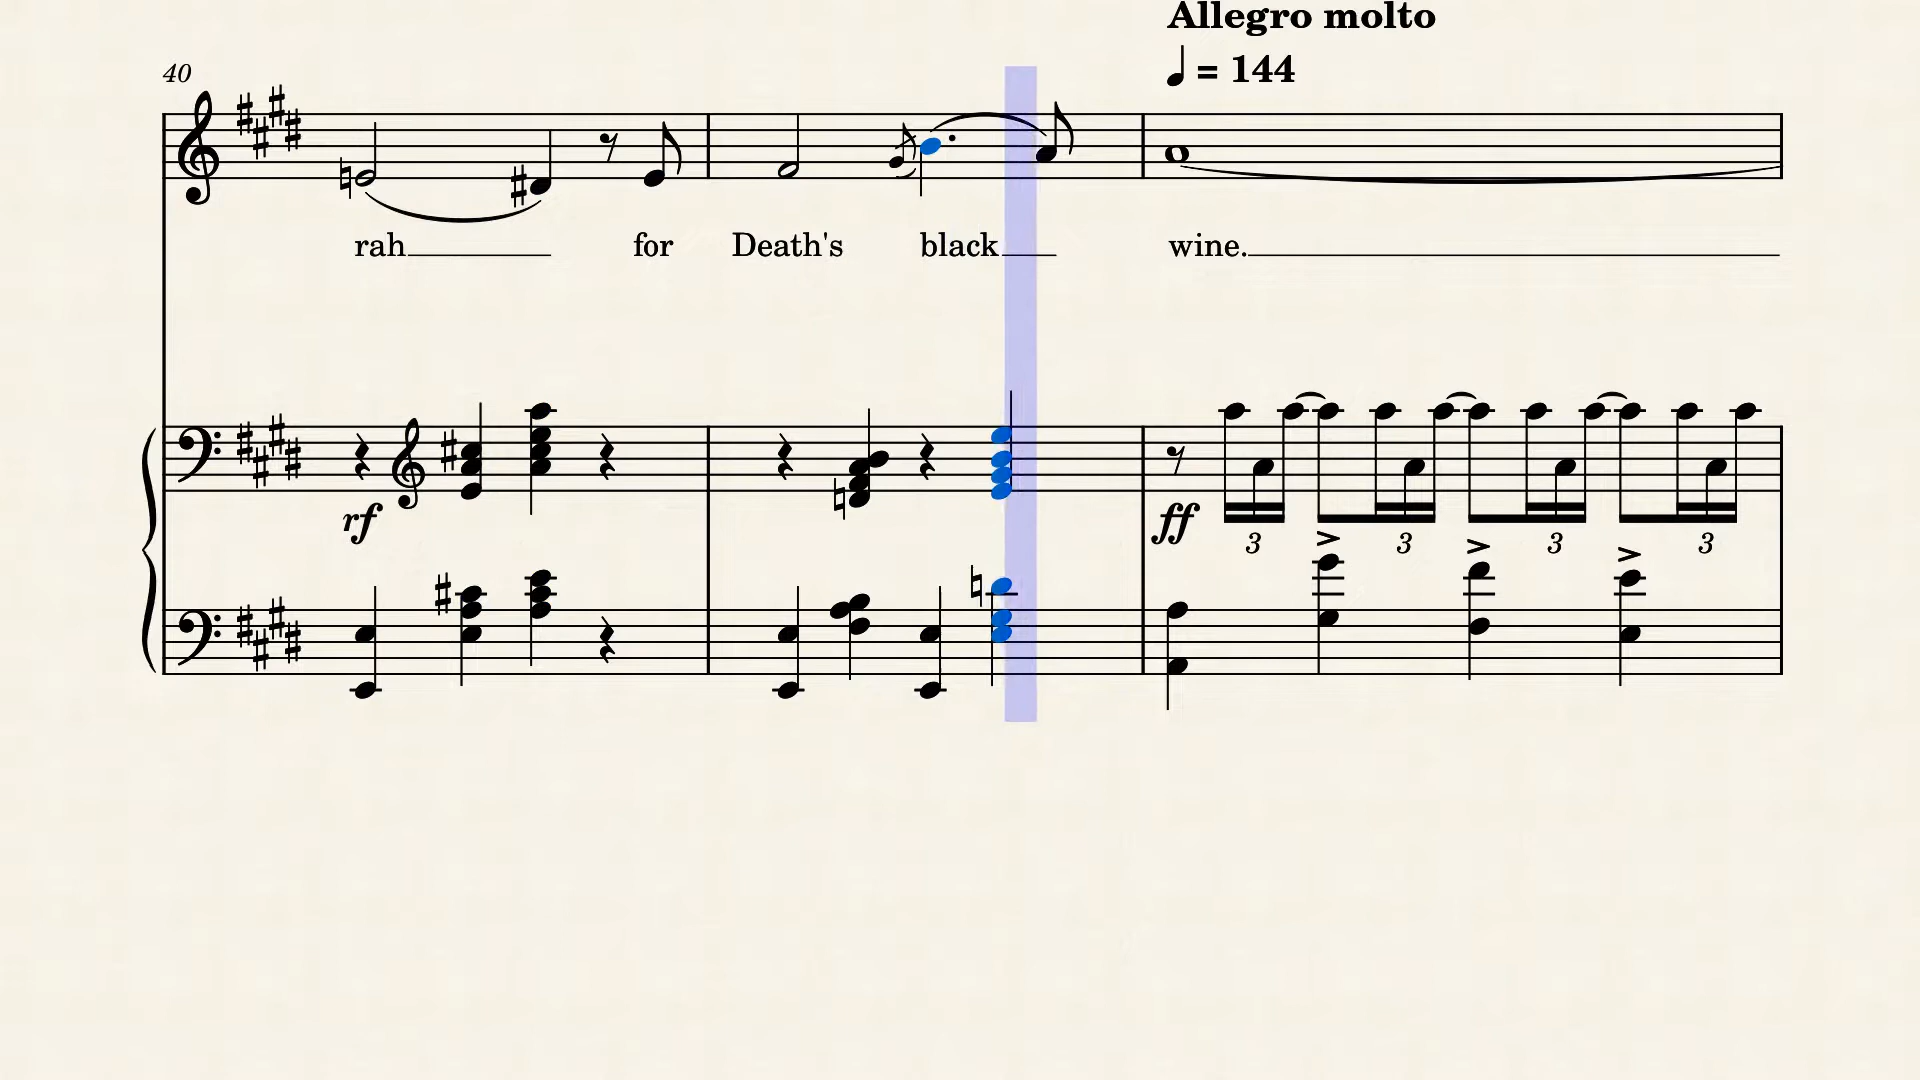 Allegro molto
♩ = 144
40
rah for Death's black wine.
rf ff
3 3 3 3